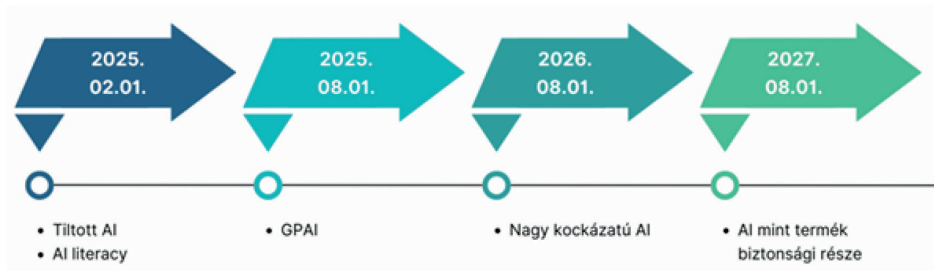 2025.
02.01.
2025.
08.01.
2026.
08.01.
2027.
08.01.
• Tiltott AI
• AI literacy
• GPAI
• Nagy kockázatú AI
• AI mint termék
biztonsági része